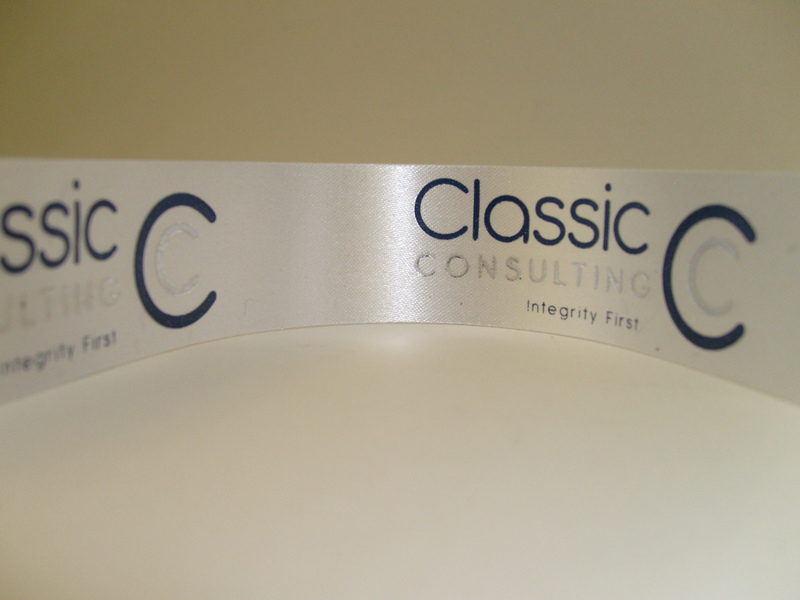 ssic
ULTING
Integrity First
C
C
Classic
CONSULTING
Integrity First
C
C